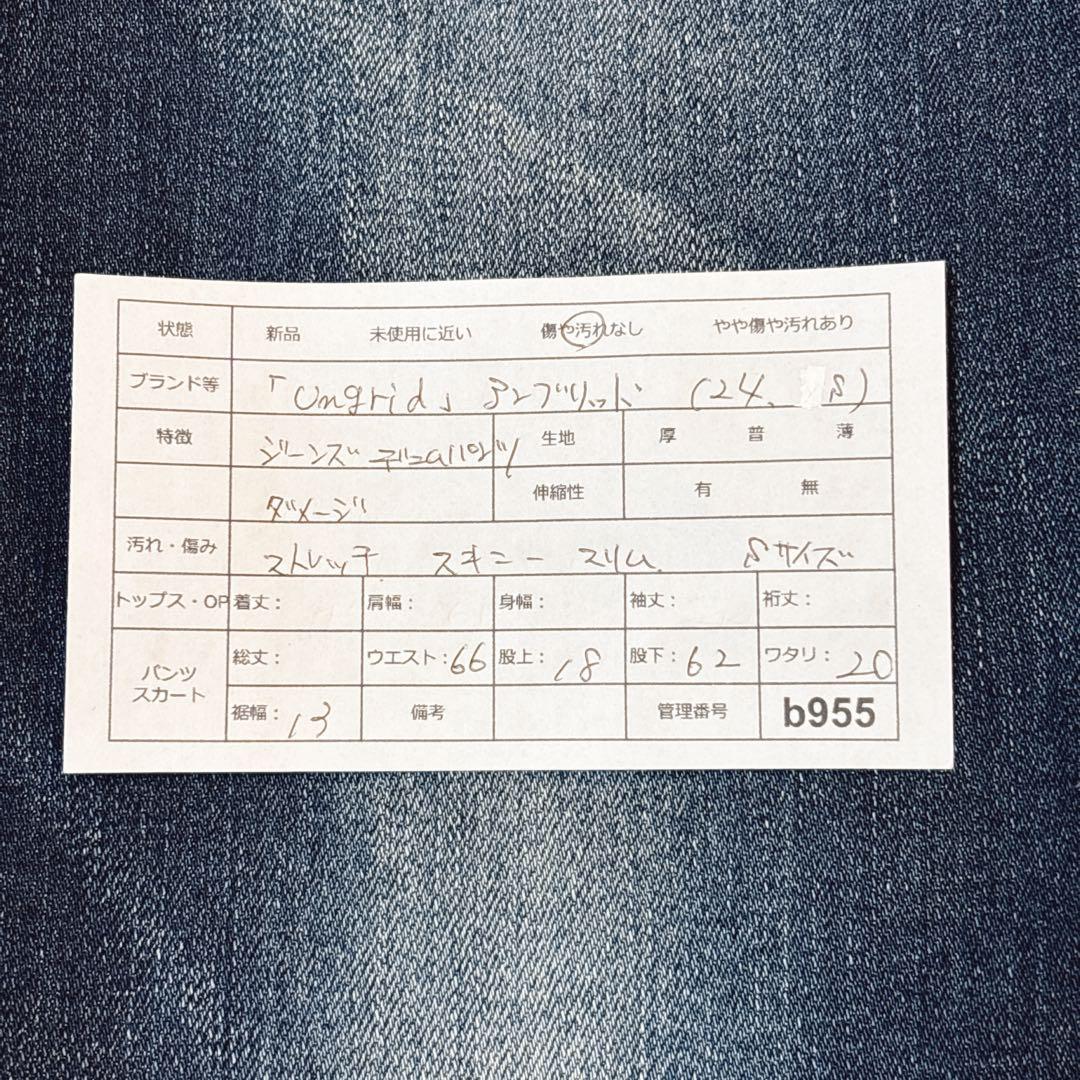 状態 新品 未使用に近い 傷や汚れなし やや傷や汚れあり
ブランド等 「Ungrid」 アングリッド (24. S)
特徴 ジーンズ デニムパンツ 生地 厚 普 薄
ダメージ 伸縮性 有 無
汚れ・傷み ストレッチ スキニー スリム Sサイズ
トップス・OP 着丈: 肩幅: 身幅: 袖丈: 裄丈:
パンツ スカート 総丈: ウエスト:66 股上:18 股下:62 ワタリ:20
裾幅:13 備考 管理番号 b955